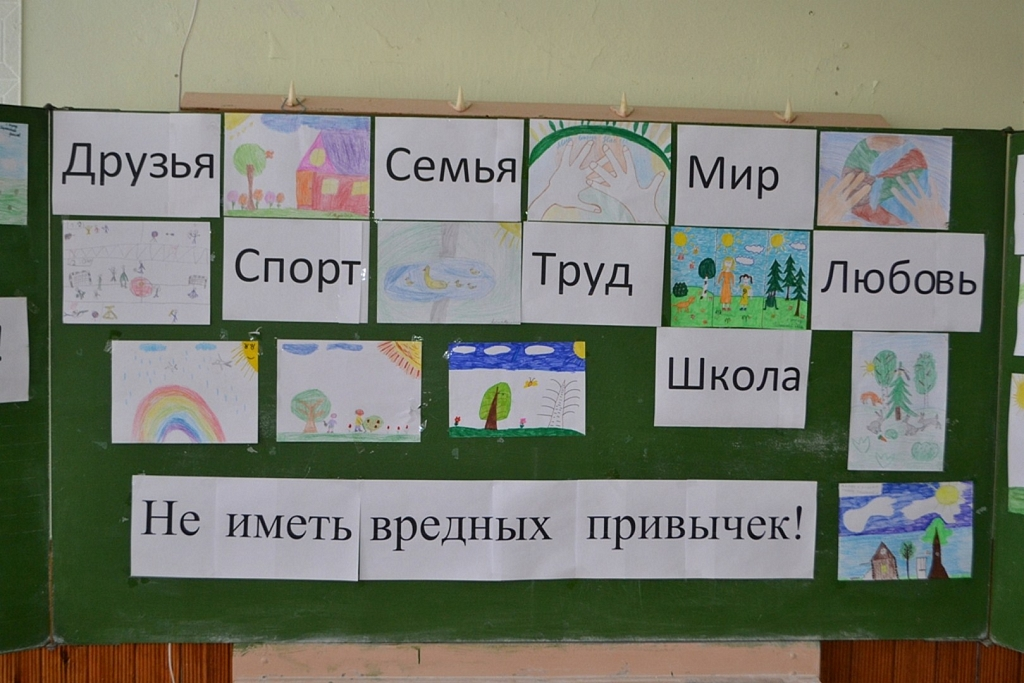 Друзья Семья Мир
Спорт Труд Любовь
Школа
Не иметь вредных привычек!